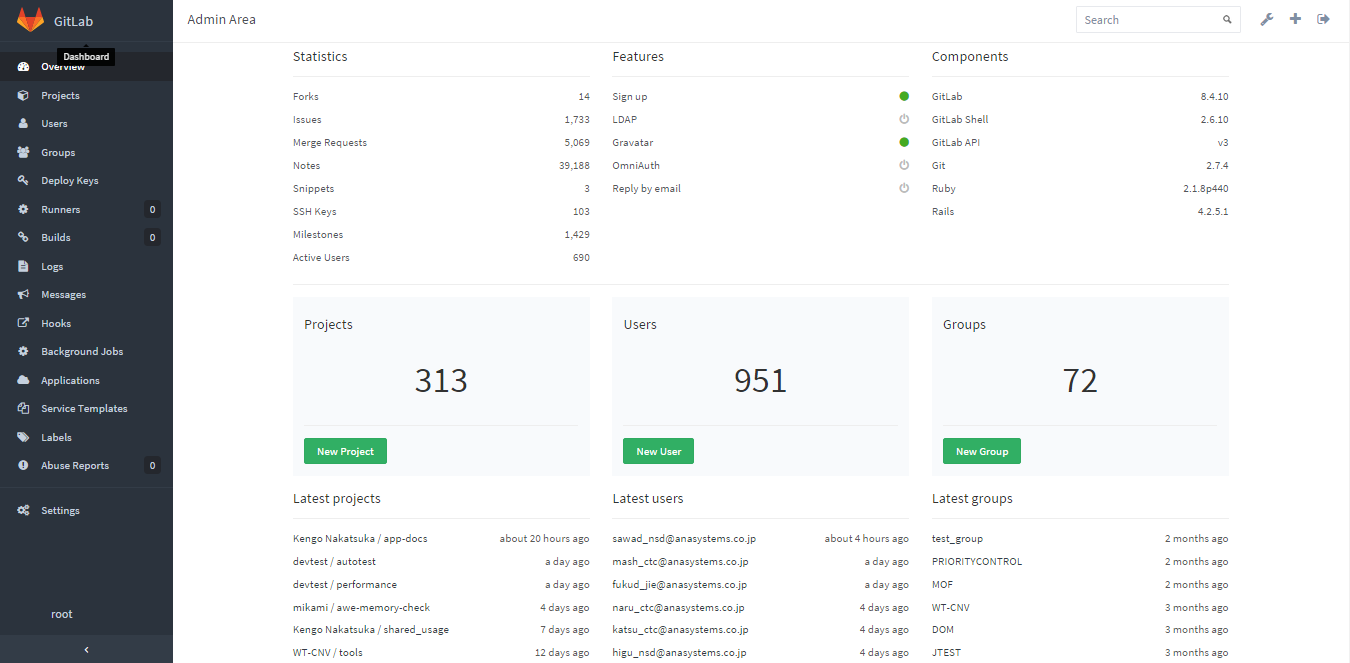 GitLab
Admin Area
Search
Dashboard
Overview
Projects
Users
Groups
Deploy Keys
Runners 0
Builds 0
Logs
Messages
Hooks
Background Jobs
Applications
Service Templates
Labels
Abuse Reports 0
Settings
root
Statistics
Forks 14
Issues 1,733
Merge Requests 5,069
Notes 39,188
Snippets 3
SSH Keys 103
Milestones 1,429
Active Users 690
Features
Sign up
LDAP
Gravatar
OmniAuth
Reply by email
Components
GitLab 8.4.10
GitLab Shell 2.6.10
GitLab API v3
Git 2.7.4
Ruby 2.1.8p440
Rails 4.2.5.1
Projects
313
New Project
Users
951
New User
Groups
72
New Group
Latest projects
Kengo Nakatsuka / app-docs about 20 hours ago
devtest / autotest a day ago
devtest / performance a day ago
mikami / awe-memory-check 4 days ago
Kengo Nakatsuka / shared_usage 7 days ago
WT-CNV / tools 12 days ago
Latest users
sawad_nsd@anasystems.co.jp about 4 hours ago
mash_ctc@anasystems.co.jp a day ago
fukud_jie@anasystems.co.jp a day ago
naru_ctc@anasystems.co.jp 4 days ago
katsu_ctc@anasystems.co.jp 4 days ago
higu_nsd@anasystems.co.jp 4 days ago
Latest groups
test_group 2 months ago
PRIORITYCONTROL 2 months ago
MOF 2 months ago
WT-CNV 3 months ago
DOM 3 months ago
JTEST 3 months ago